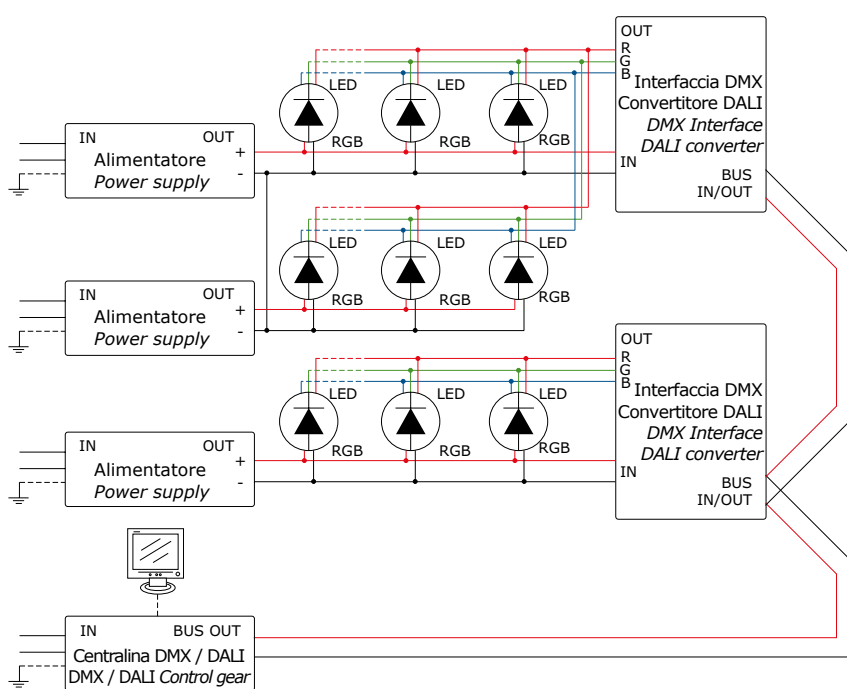 OUT
R
G
B
Interfaccia DMX
Convertitore DALI
DMX Interface
DALI converter
IN
BUS
IN/OUT
LED LED LED
RGB RGB RGB
IN OUT
Alimentatore
Power supply
+
-
LED LED LED
RGB RGB RGB
IN OUT
Alimentatore
Power supply
+
-
OUT
R
G
B
Interfaccia DMX
Convertitore DALI
DMX Interface
DALI converter
IN
BUS
IN/OUT
LED LED LED
RGB RGB RGB
IN OUT
Alimentatore
Power supply
+
-
IN BUS OUT
Centralina DMX / DALI
DMX / DALI Control gear